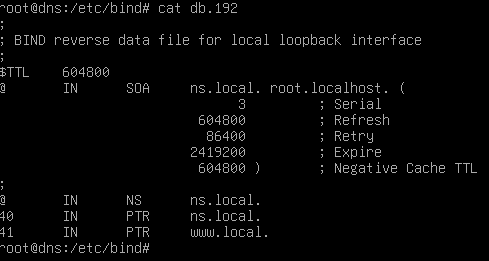 root@dns:/etc/bind# cat db.192
;
; BIND reverse data file for local loopback interface
;
$TTL    604800
@       IN      SOA     ns.local. root.localhost. (
                              3         ; Serial
                         604800         ; Refresh
                          86400         ; Retry
                        2419200         ; Expire
                         604800 )       ; Negative Cache TTL
;
@       IN      NS      ns.local.
40      IN      PTR     ns.local.
41      IN      PTR     www.local.
root@dns:/etc/bind#